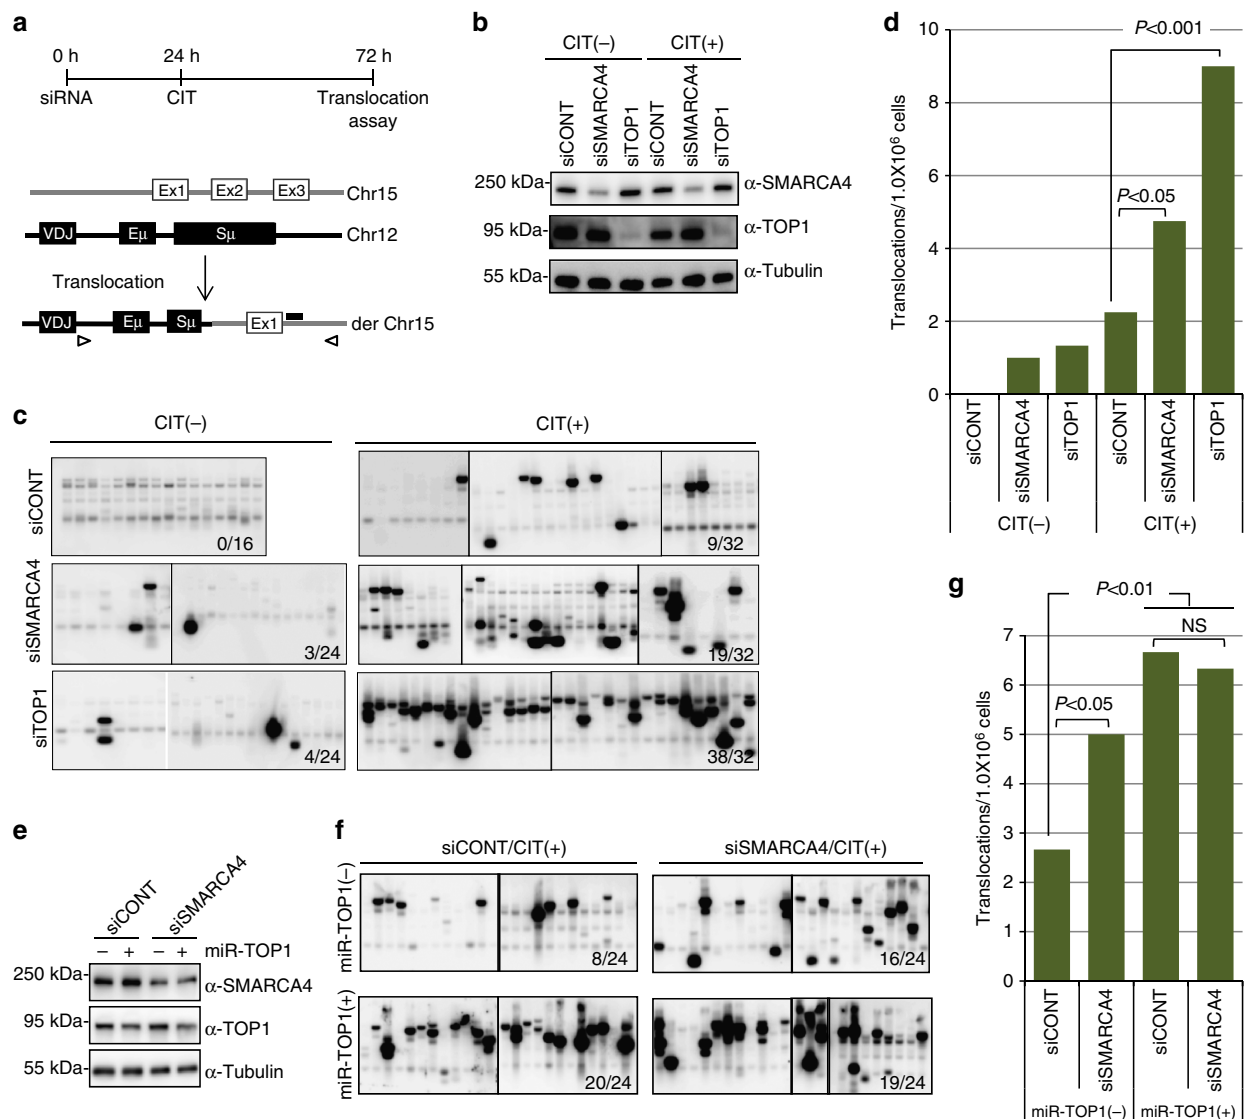 a
0 h
24 h
72 h
siRNA
CIT
Translocation
assay
Ex1
Ex2
Ex3
Chr15
VDJ
Eμ
Sμ
Chr12
Translocation
VDJ
Eμ
Sμ
Ex1
der Chr15
b
CIT(–)
CIT(+)
siCONT
siSMARCA4
siTOP1
siCONT
siSMARCA4
siTOP1
250 kDa-
α-SMARCA4
95 kDa-
α-TOP1
55 kDa-
α-Tubulin
c
CIT(–)
CIT(+)
siCONT
0/16
9/32
siSMARCA4
3/24
19/32
siTOP1
4/24
38/32
d
Translocations/1.0X10⁶ cells
10
8
6
4
2
0
P<0.001
P<0.05
siCONT
siSMARCA4
siTOP1
siCONT
siSMARCA4
siTOP1
CIT(–)
CIT(+)
e
siCONT
siSMARCA4
– + – + miR-TOP1
250 kDa-
α-SMARCA4
95 kDa-
α-TOP1
55 kDa-
α-Tubulin
f
siCONT/CIT(+)
siSMARCA4/CIT(+)
miR-TOP1(–)
8/24
16/24
miR-TOP1(+)
20/24
19/24
g
Translocations/1.0X10⁶ cells
7
6
5
4
3
2
1
0
P<0.01
NS
P<0.05
siCONT
siSMARCA4
siCONT
siSMARCA4
miR-TOP1(–)
miR-TOP1(+)